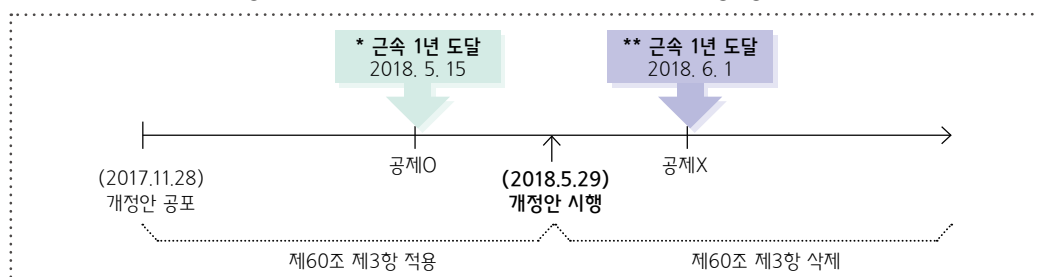 * 근속 1년 도달
2018. 5. 15
** 근속 1년 도달
2018. 6. 1
공제O
공제X
(2017.11.28)
개정안 공포
(2018.5.29)
개정안 시행
제60조 제3항 적용
제60조 제3항 삭제